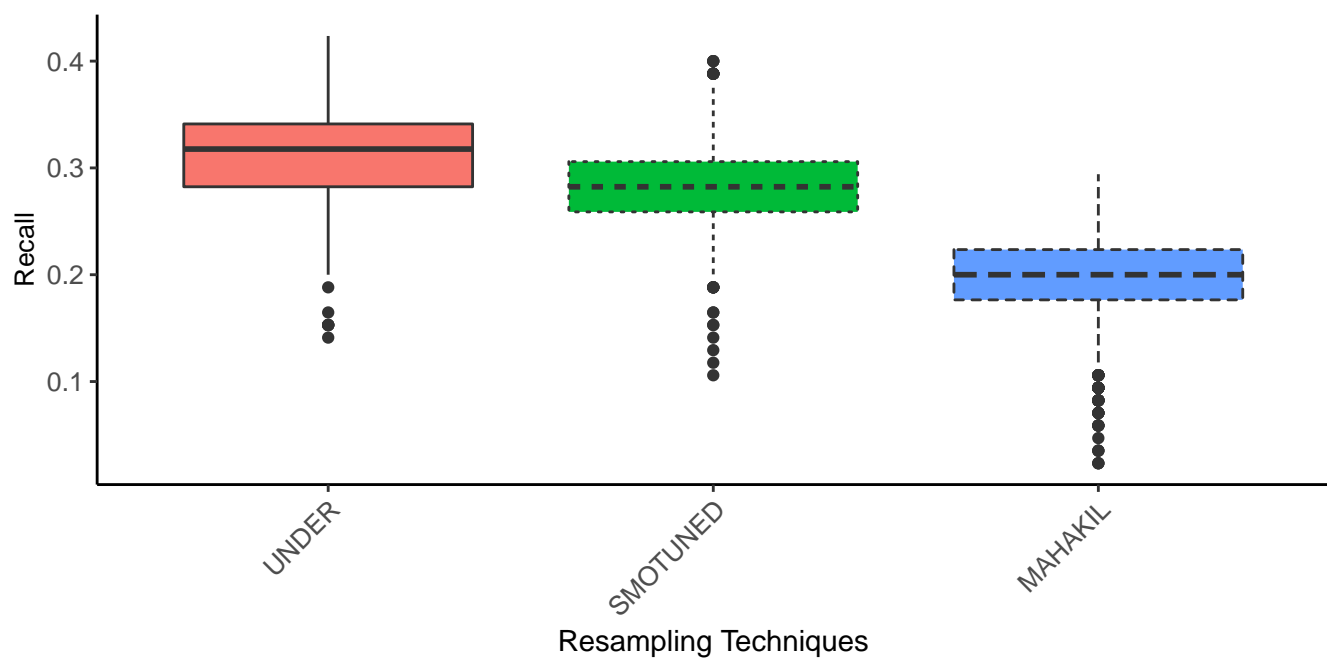 0.4
0.3
0.2
0.1
Recall
UNDER
SMOTUNED
MAHAKIL
Resampling Techniques